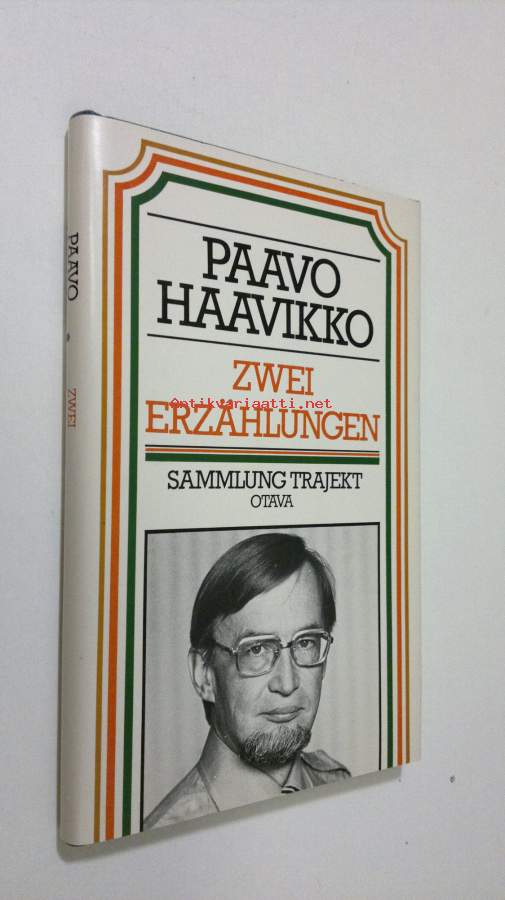 PAAVO
HAAVIKKO
ZWEI
ERZÄHLUNGEN
SAMMLUNG TRAJEKT
OTAVA
PAAVO • ZWEI
Antikvariaatti.net